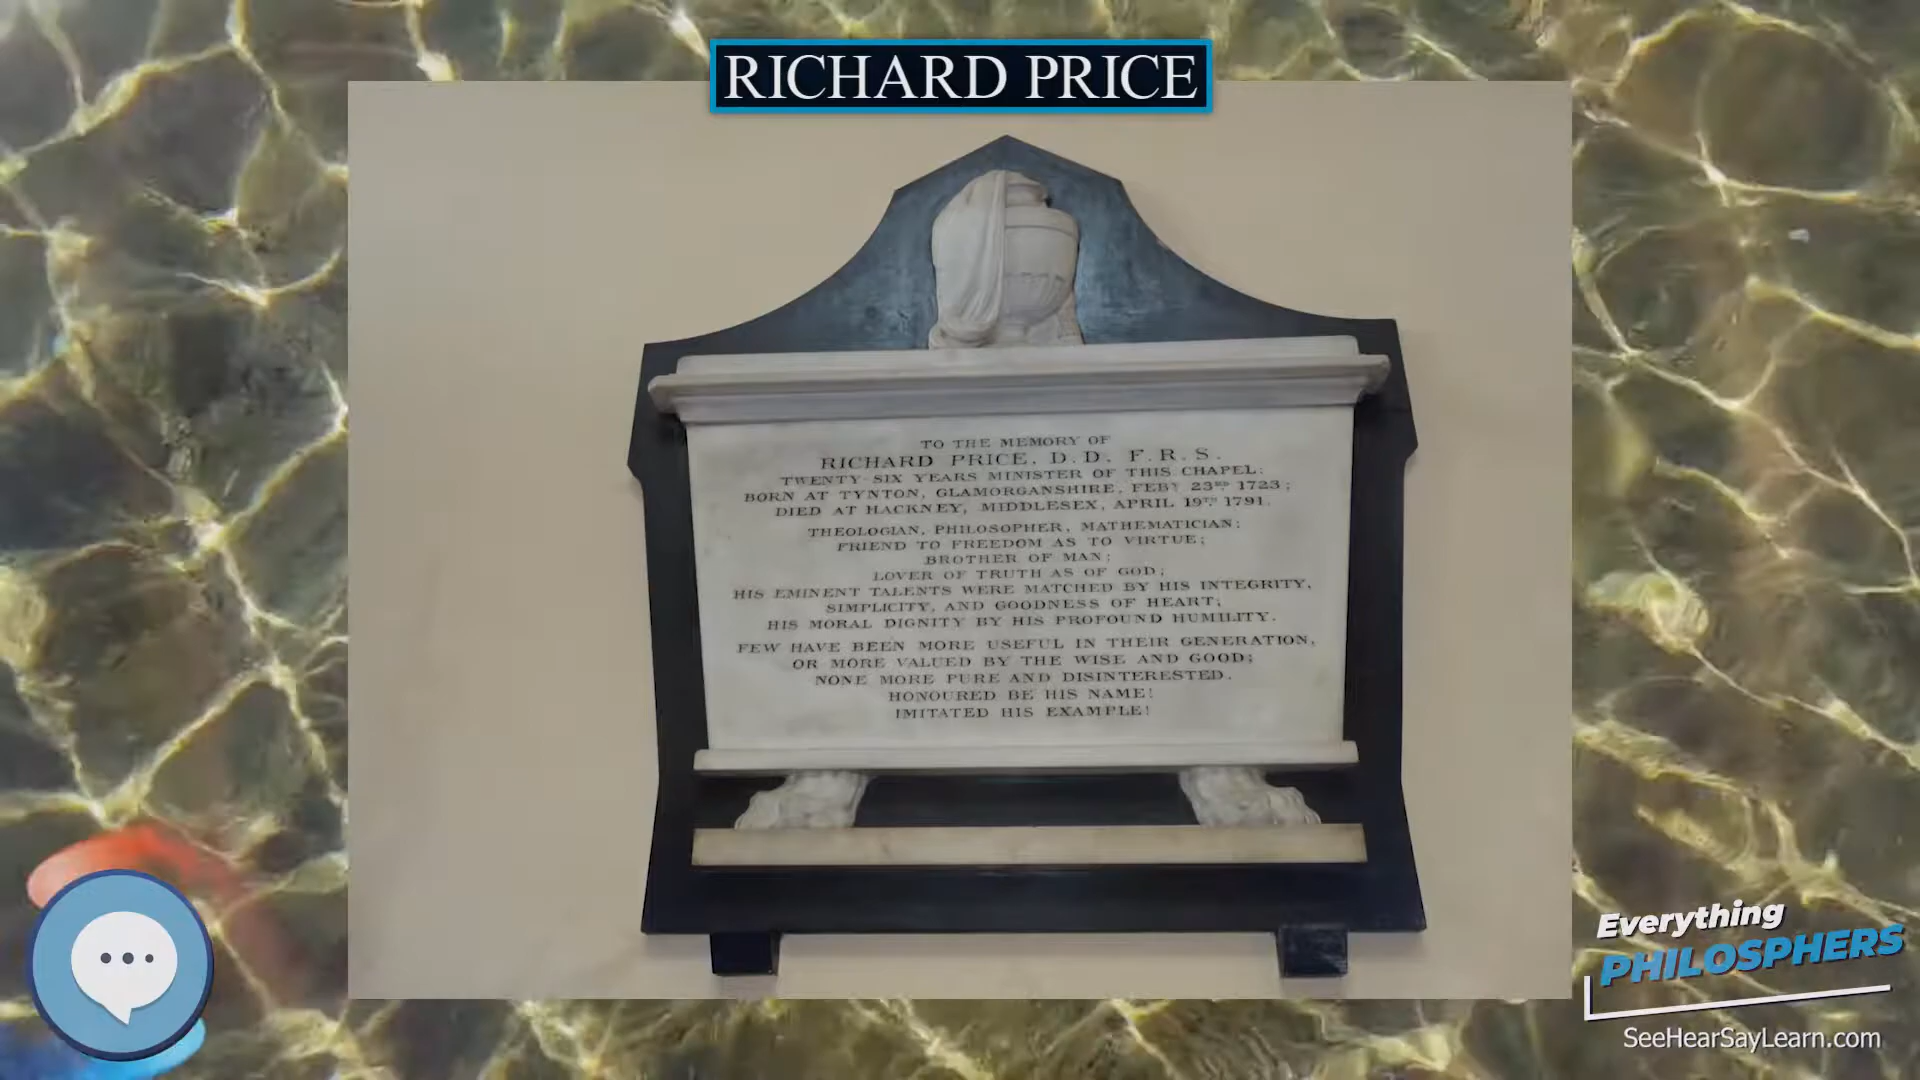 RICHARD PRICE
TO THE MEMORY OF
RICHARD PRICE, D.D. F.R.S.
TWENTY-SIX YEARS MINISTER OF THIS CHAPEL:
BORN AT TYNTON, GLAMORGANSHIRE, FEBY 23RD 1723;
DIED AT HACKNEY, MIDDLESEX, APRIL 19TH 1791.
THEOLOGIAN, PHILOSOPHER, MATHEMATICIAN;
FRIEND TO FREEDOM AS TO VIRTUE;
BROTHER OF MAN;
LOVER OF TRUTH AS OF GOD;
HIS EMINENT TALENTS WERE MATCHED BY HIS INTEGRITY,
SIMPLICITY, AND GOODNESS OF HEART;
HIS MORAL DIGNITY BY HIS PROFOUND HUMILITY.
FEW HAVE BEEN MORE USEFUL IN THEIR GENERATION,
OR MORE VALUED BY THE WISE AND GOOD;
NONE MORE PURE AND DISINTERESTED.
HONOURED BE HIS NAME!
IMITATED HIS EXAMPLE!
Everything
PHILOSPHERS
SeeHearSayLearn.com